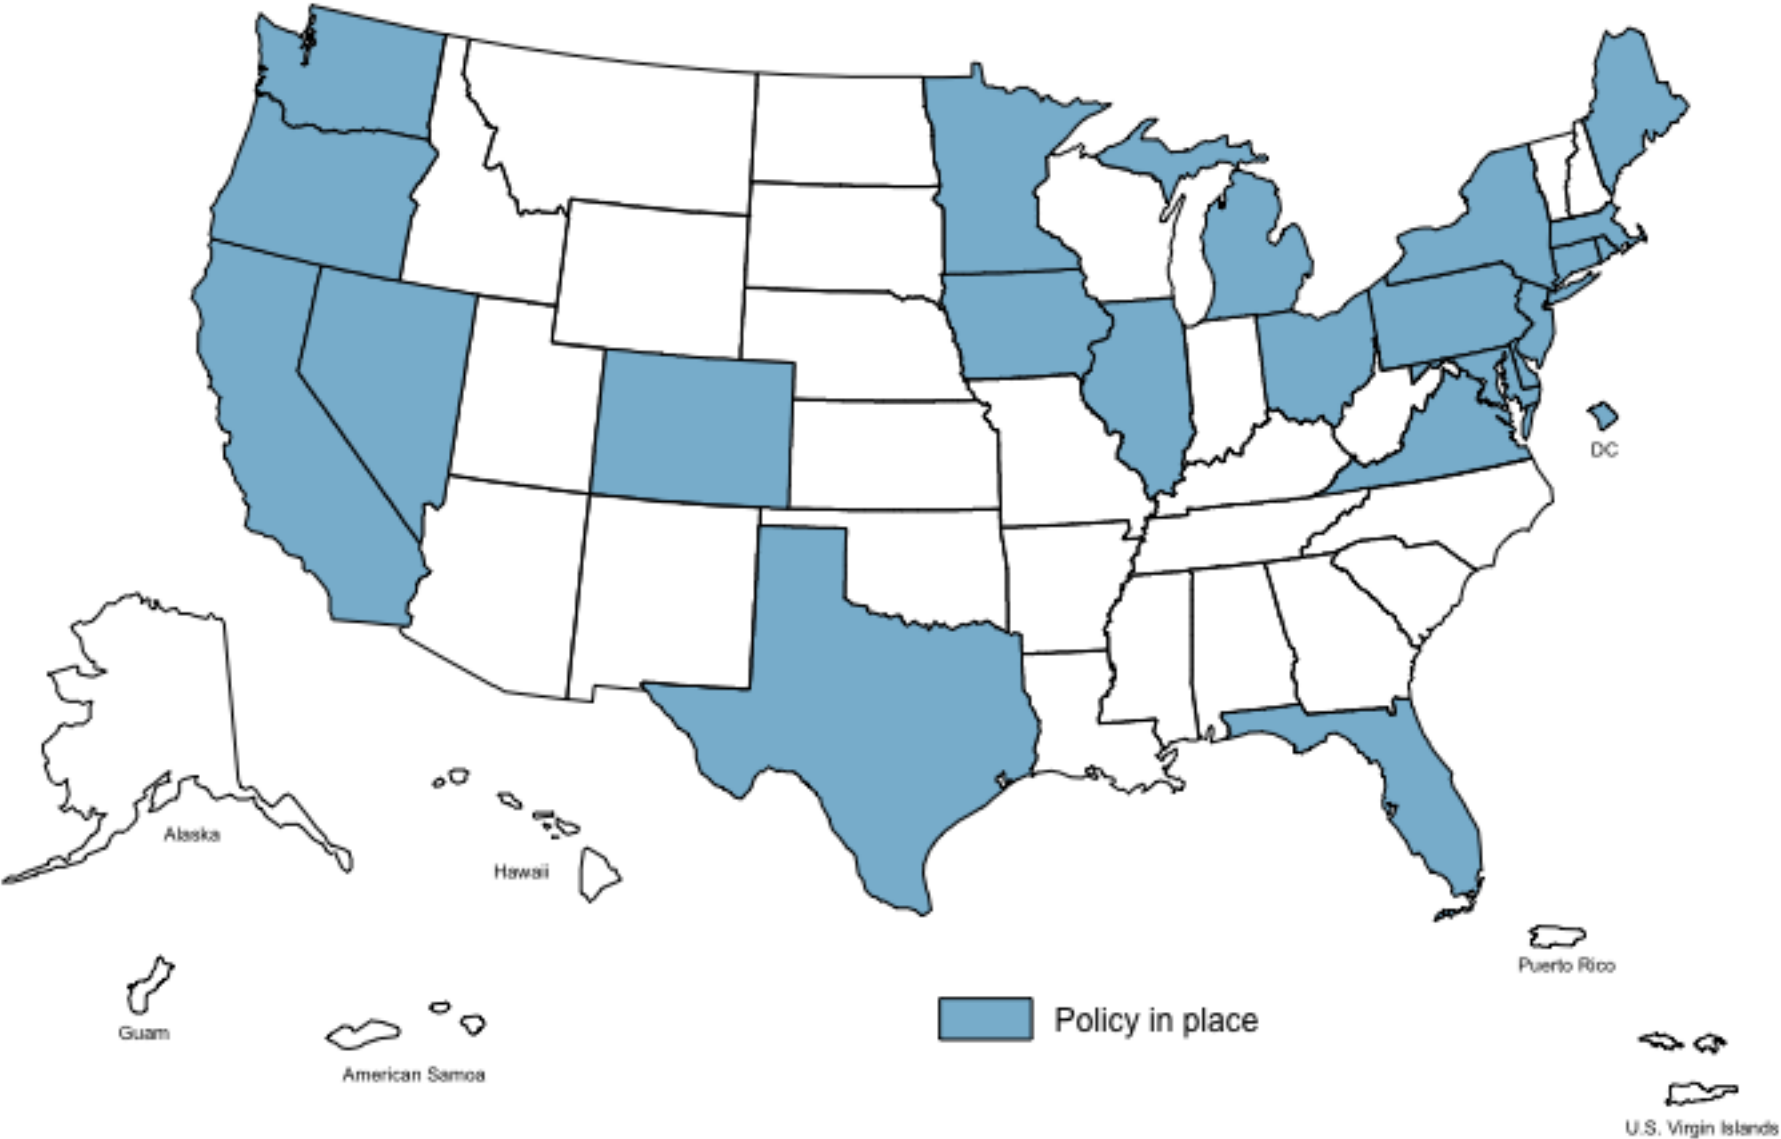 DC
Alaska
Hawaii
Puerto Rico
Guam
Policy in place
American Samoa
U.S. Virgin Islands